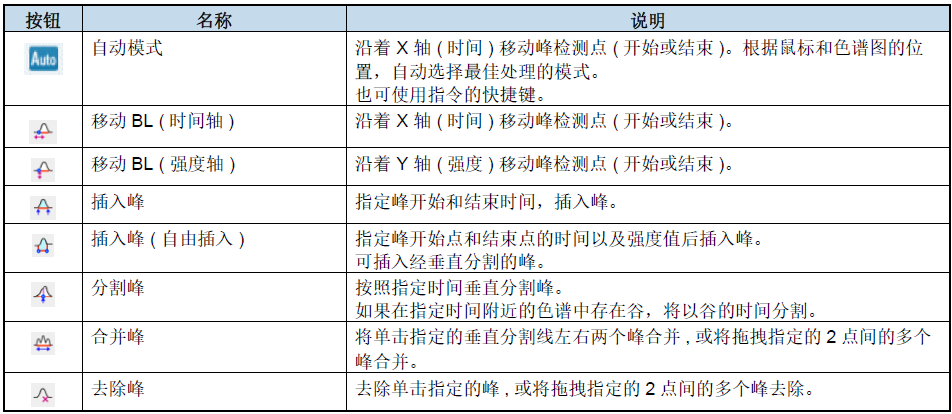 按钮 名称 说明
Auto 自动模式 沿着 X 轴 ( 时间 ) 移动峰检测点 ( 开始或结束 )。根据鼠标和色谱图的位
置，自动选择最佳处理的模式。
也可使用指令的快捷键。
移动 BL ( 时间轴 ) 沿着 X 轴 ( 时间 ) 移动峰检测点 ( 开始或结束 )。
移动 BL ( 强度轴 ) 沿着 Y 轴 ( 强度 ) 移动峰检测点 ( 开始或结束 )。
插入峰 指定峰开始和结束时间，插入峰。
插入峰 ( 自由插入 ) 指定峰开始点和结束点的时间以及强度值后插入峰。
可插入经垂直分割的峰。
分割峰 按照指定时间垂直分割峰。
如果在指定时间附近的色谱中存在谷，将以谷的时间分割。
合并峰 将单击指定的垂直分割线左右两个峰合并 , 或将拖拽指定的 2 点间的多个
峰合并。
去除峰 去除单击指定的峰 , 或将拖拽指定的 2 点间的多个峰去除。